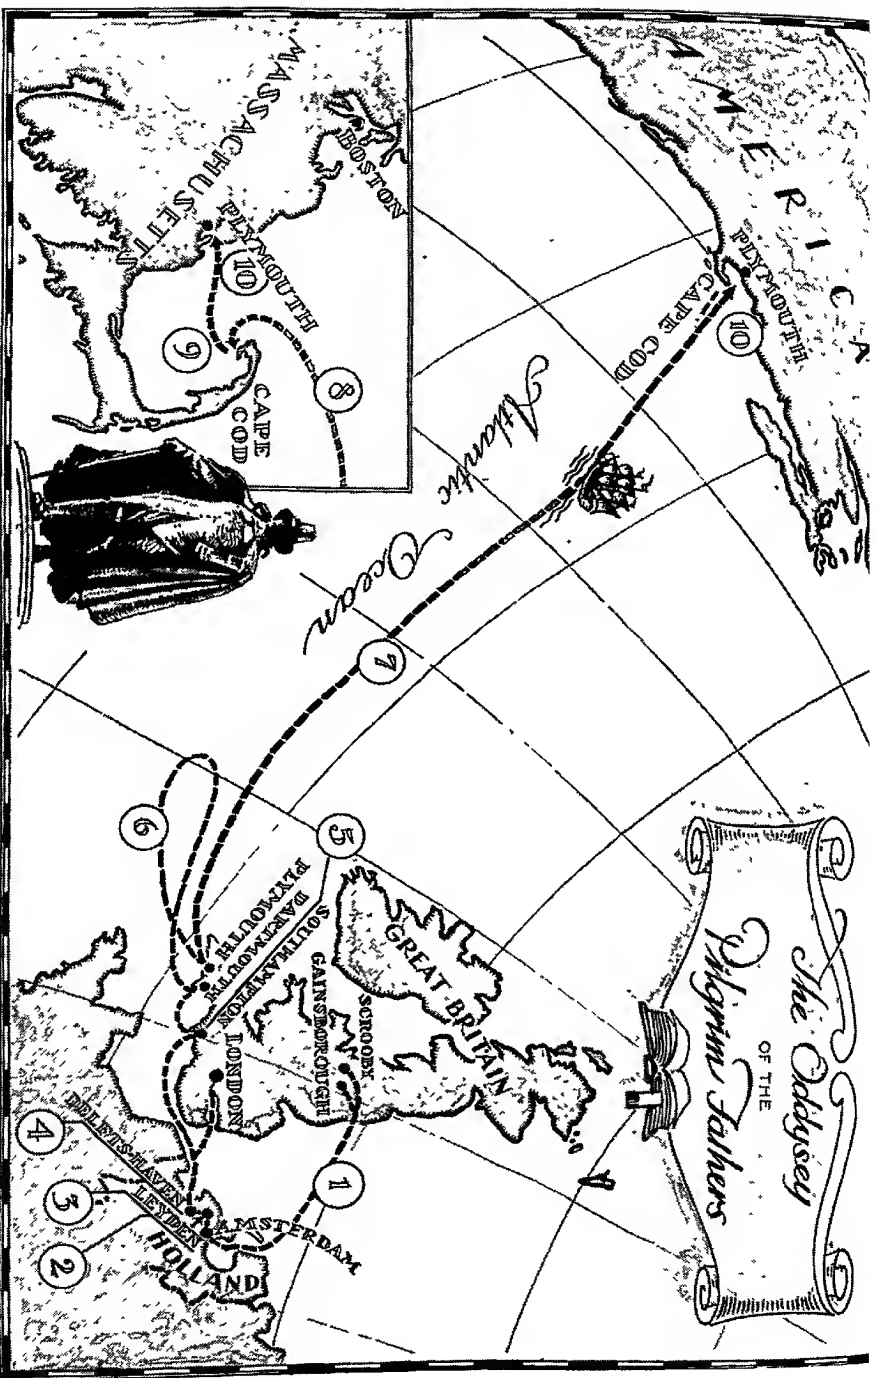 The Oddysey
OF THE
Pilgrim Fathers
AMERICA
PLYMOUTH
10
CAPE COD
Atlantic
Ocean
7
GREAT BRITAIN
SCROOBY
GAINSBOROUGH
5
SOUTHAMPTON
DARTMOUTH
PLYMOUTH
6
LONDON
1
AMSTERDAM
HOLLAND
LEYDEN
DELFTS-HAVEN
2
3
4
BOSTON
MASSACHUSETTS
PLYMOUTH
10
8
9
CAPE
COD